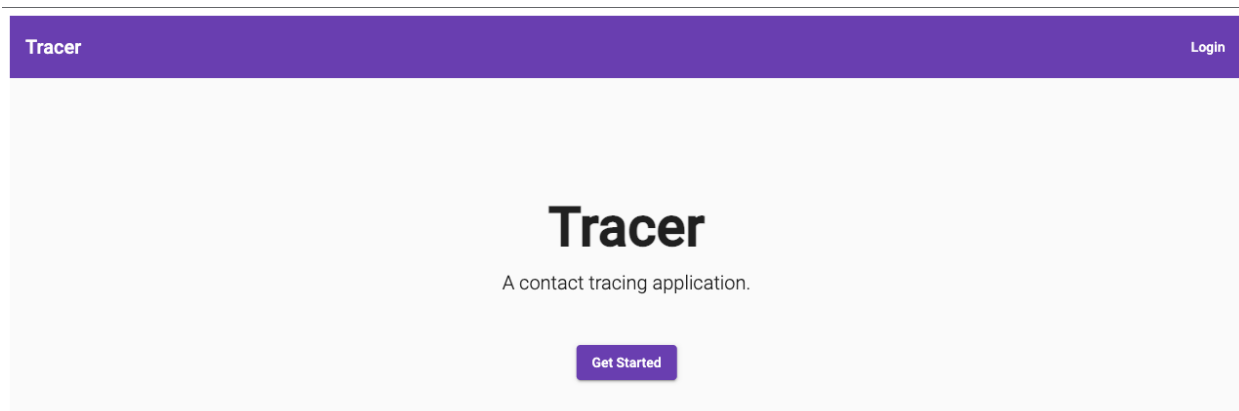 Tracer
Login
Tracer
A contact tracing application.
Get Started